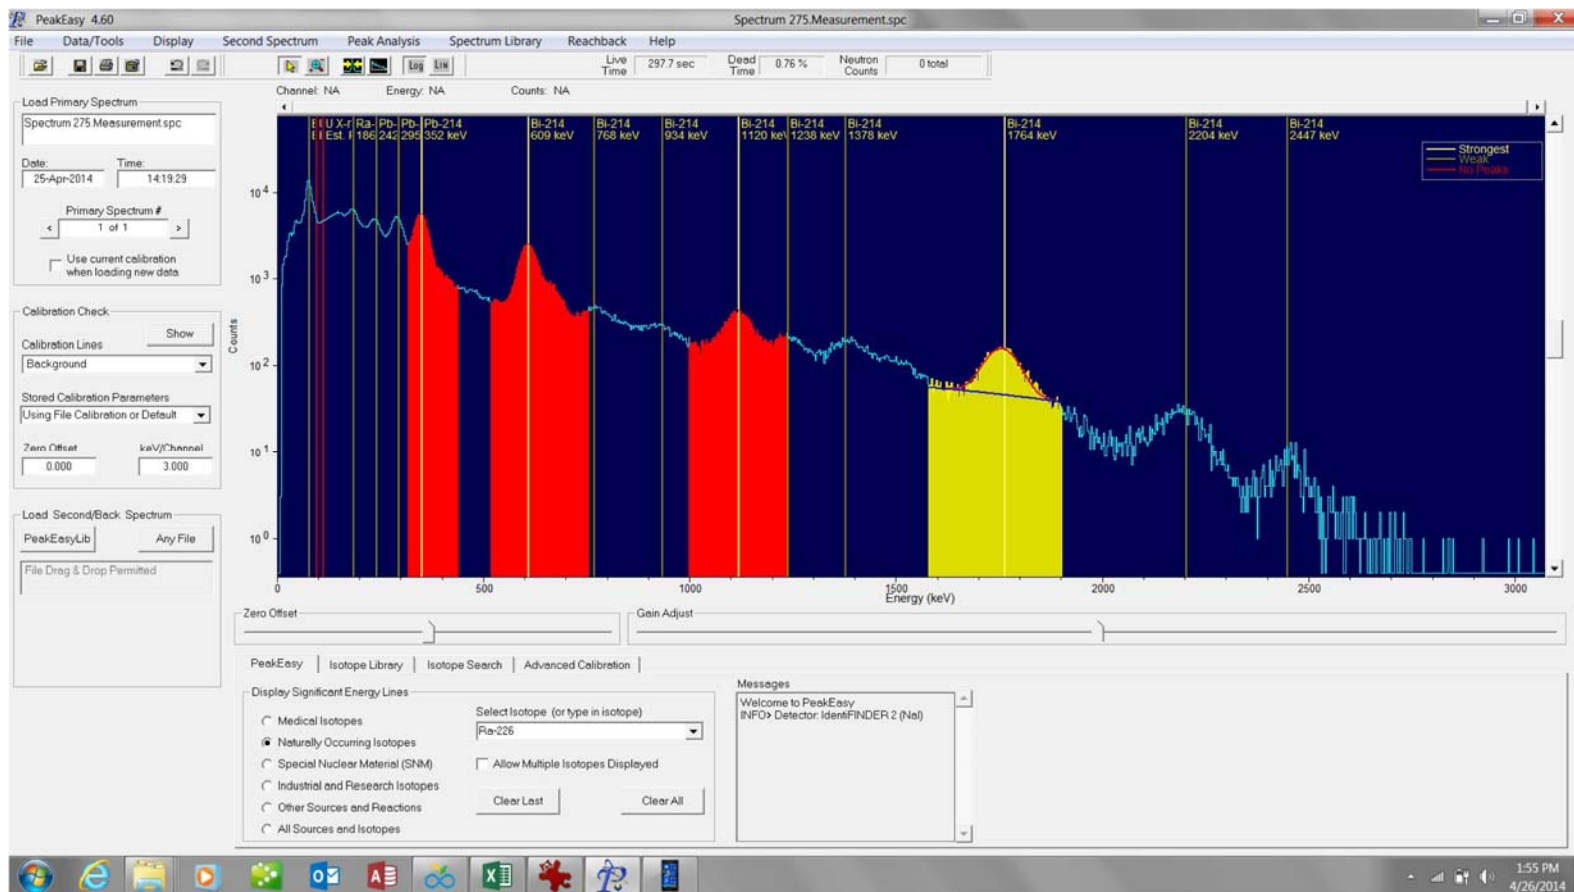 PeakEasy 4.60
Spectrum 275.Measurement.spc
File Data/Tools Display Second Spectrum Peak Analysis Spectrum Library Reachback Help
Log Lin
Live Time 297.7 sec Dead Time 0.76 % Neutron Counts 0 total
Channel: NA Energy: NA Counts: NA
Load Primary Spectrum
Spectrum 275.Measurement.spc
Date: Time:
25-Apr-2014 14:19:29
Primary Spectrum #
< 1 of 1 >
Use current calibration
when loading new data
Calibration Check
Show
Calibration Lines
Background
Stored Calibration Parameters
Using File Calibration or Default
Zero Offset keV/Channel
0.000 3.000
Load Second/Back Spectrum
PeakEasyLib Any File
File Drag & Drop Permitted
U X-r Ra- Pb- Pb- Pb-214 Bi-214 Bi-214 Bi-214 Bi-214 Bi-214 Bi-214 Bi-214 Bi-214 Bi-214
Est. 186 242 295 352 keV 609 keV 768 keV 934 keV 1120 keV 1238 keV 1378 keV 1764 keV 2204 keV 2447 keV
Strongest
Weak
No Peaks
Counts
10^4
10^3
10^2
10^1
10^0
0 500 1000 1500 2000 2500 3000
Energy (keV)
Zero Offset
Gain Adjust
PeakEasy Isotope Library Isotope Search Advanced Calibration
Display Significant Energy Lines
Medical Isotopes
Naturally Occurring Isotopes
Special Nuclear Material (SNM)
Industrial and Research Isotopes
Other Sources and Reactions
All Sources and Isotopes
Select Isotope (or type in isotope)
Ra-226
Allow Multiple Isotopes Displayed
Clear Last Clear All
Messages
Welcome to PeakEasy
INFO> Detector: IdentiFINDER 2 (NaI)
1:55 PM
4/26/2014